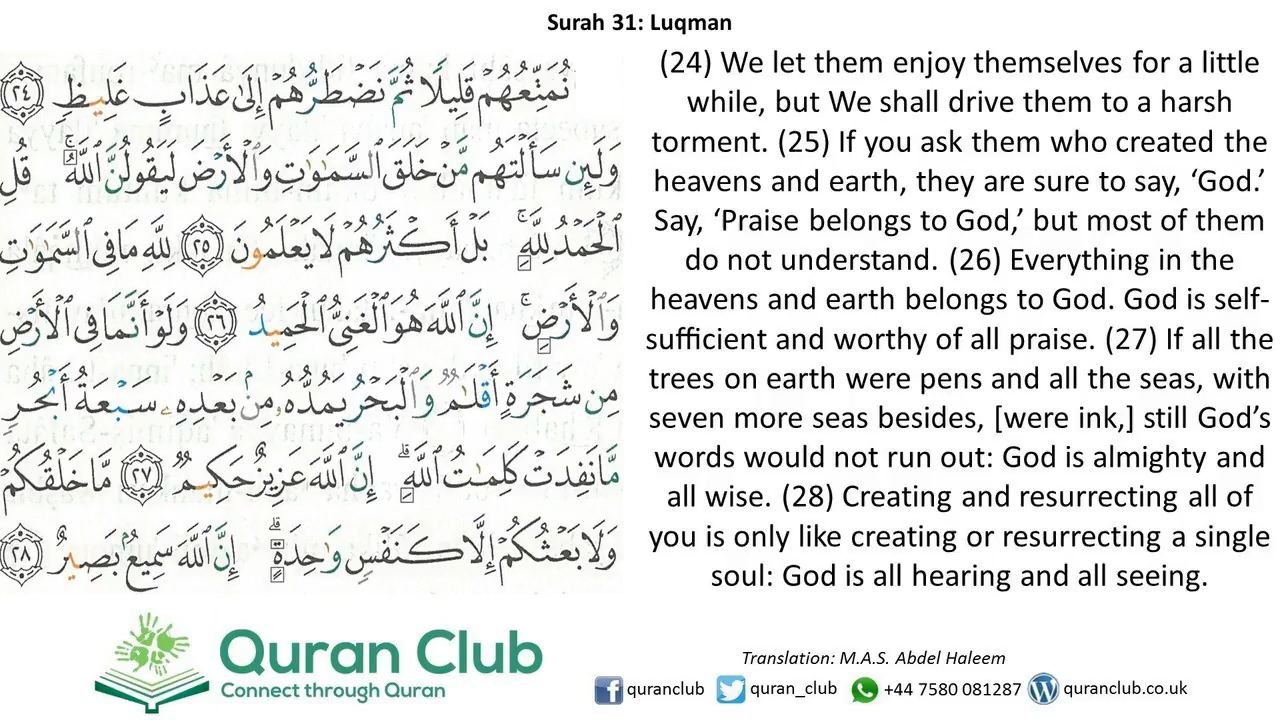 Surah 31: Luqman
نُمَتِّعُهُمْ قَلِيلًا ثُمَّ نَضْطَرُّهُمْ إِلَىٰ عَذَابٍ غَلِيظٍ ٢٤
وَلَئِن سَأَلْتَهُم مَّنْ خَلَقَ السَّمَٰوَٰتِ وَالْأَرْضَ لَيَقُولُنَّ اللَّهُ ۚ قُلِ
الْحَمْدُ لِلَّهِ ۚ بَلْ أَكْثَرُهُمْ لَا يَعْلَمُونَ ٢٥ لِلَّهِ مَا فِي السَّمَٰوَٰتِ
وَالْأَرْضِ ۚ إِنَّ اللَّهَ هُوَ الْغَنِيُّ الْحَمِيدُ ٢٦ وَلَوْ أَنَّمَا فِي الْأَرْضِ
مِن شَجَرَةٍ أَقْلَٰمٌ وَالْبَحْرُ يَمُدُّهُ مِن بَعْدِهِ سَبْعَةُ أَبْحُرٍ
مَّا نَفِدَتْ كَلِمَٰتُ اللَّهِ ۗ إِنَّ اللَّهَ عَزِيزٌ حَكِيمٌ ٢٧ مَّا خَلْقُكُمْ
وَلَا بَعْثُكُمْ إِلَّا كَنَفْسٍ وَٰحِدَةٍ ۗ إِنَّ اللَّهَ سَمِيعٌ بَصِيرٌ ٢٨
(24) We let them enjoy themselves for a little
while, but We shall drive them to a harsh
torment. (25) If you ask them who created the
heavens and earth, they are sure to say, ‘God.’
Say, ‘Praise belongs to God,’ but most of them
do not understand. (26) Everything in the
heavens and earth belongs to God. God is self-
sufficient and worthy of all praise. (27) If all the
trees on earth were pens and all the seas, with
seven more seas besides, [were ink,] still God’s
words would not run out: God is almighty and
all wise. (28) Creating and resurrecting all of
you is only like creating or resurrecting a single
soul: God is all hearing and all seeing.
Quran Club
Connect through Quran
Translation: M.A.S. Abdel Haleem
quranclub quran_club +44 7580 081287 quranclub.co.uk